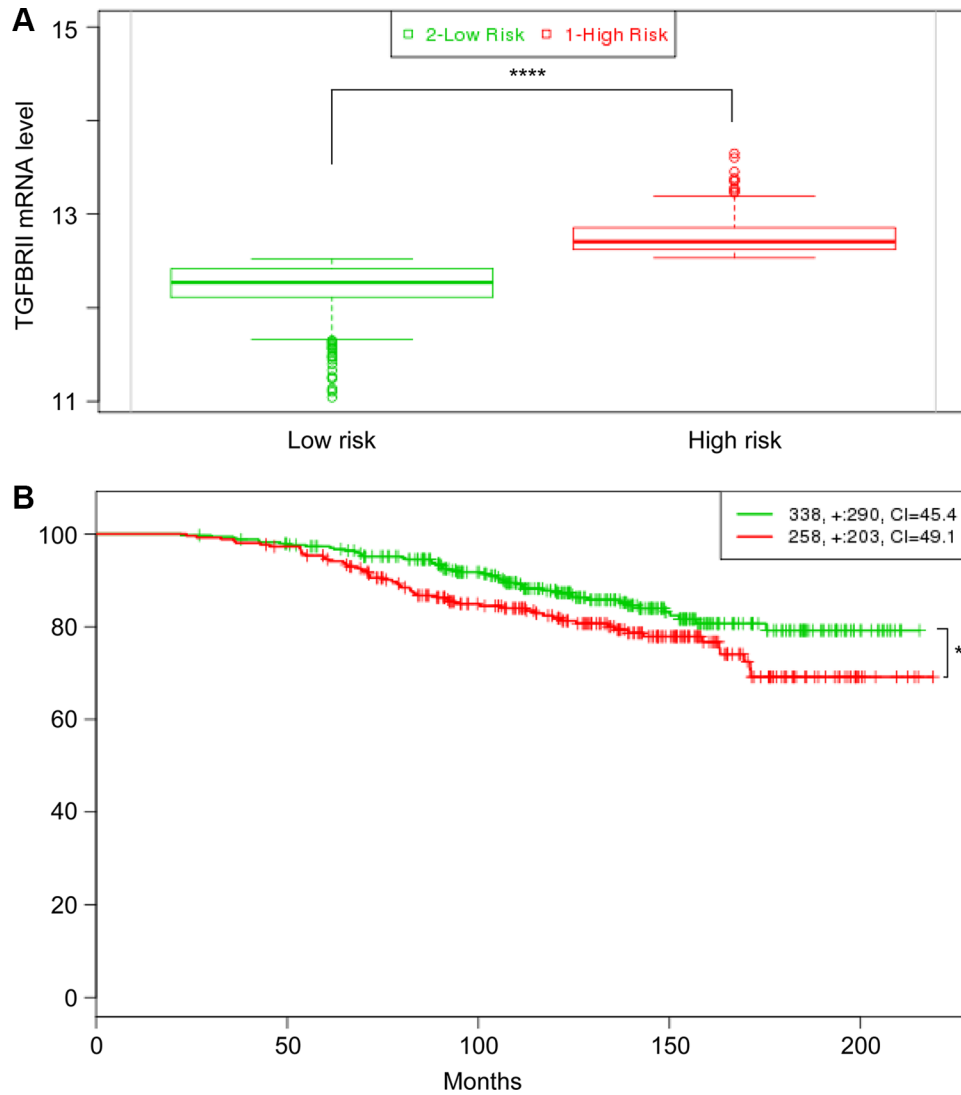 A
15
13
11
TGFBRII mRNA level
2-Low Risk 1-High Risk
****
Low risk High risk
B
338, +:290, CI=45.4
258, +:203, CI=49.1
100
80
60
40
20
0
*
0 50 100 150 200
Months